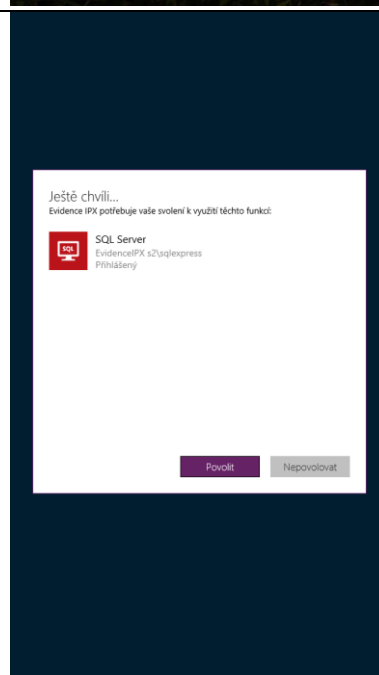 Ještě chvíli...
Evidence IPX potřebuje vaše svolení k využití těchto funkcí:
SQL
SQL Server
EvidenceIPX s2\sqlexpress
Přihlášený
Povolit
Nepovolovat